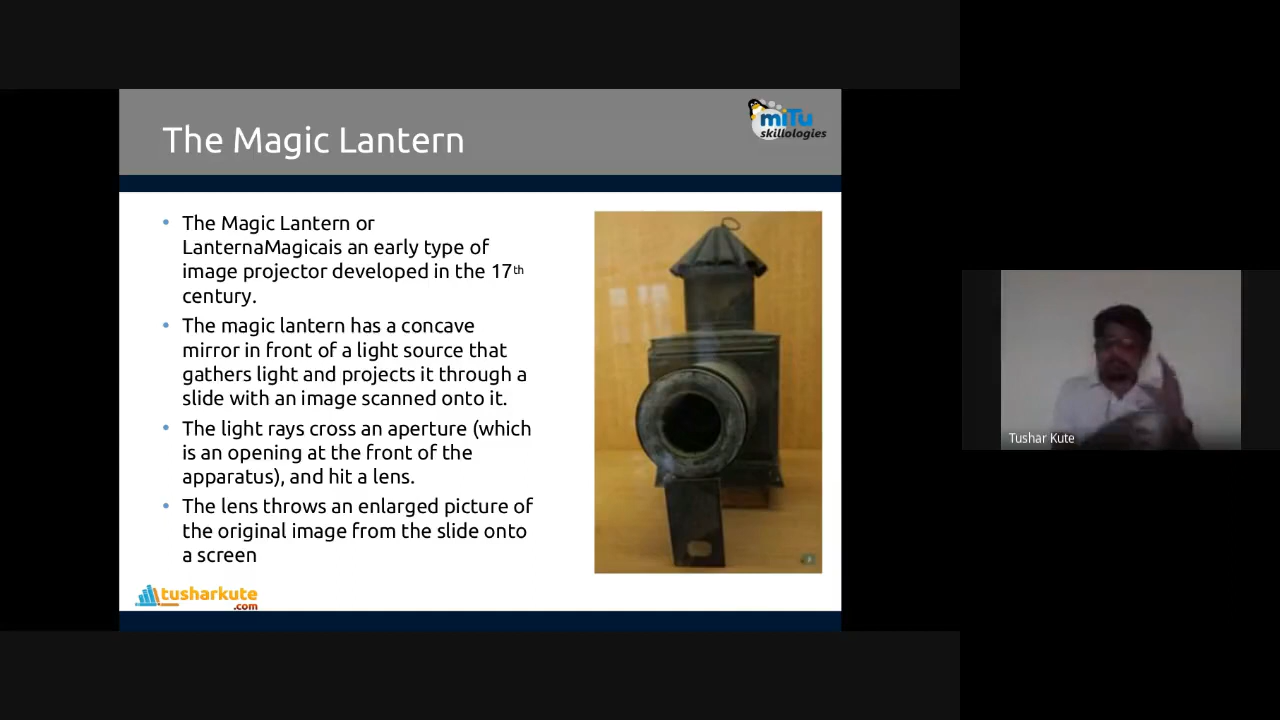 The Magic Lantern
miTu
skillologies
The Magic Lantern or
LanternaMagicais an early type of
image projector developed in the 17th
century.
The magic lantern has a concave
mirror in front of a light source that
gathers light and projects it through a
slide with an image scanned onto it.
The light rays cross an aperture (which
is an opening at the front of the
apparatus), and hit a lens.
The lens throws an enlarged picture of
the original image from the slide onto
a screen
tusharkute
.com
Tushar Kute